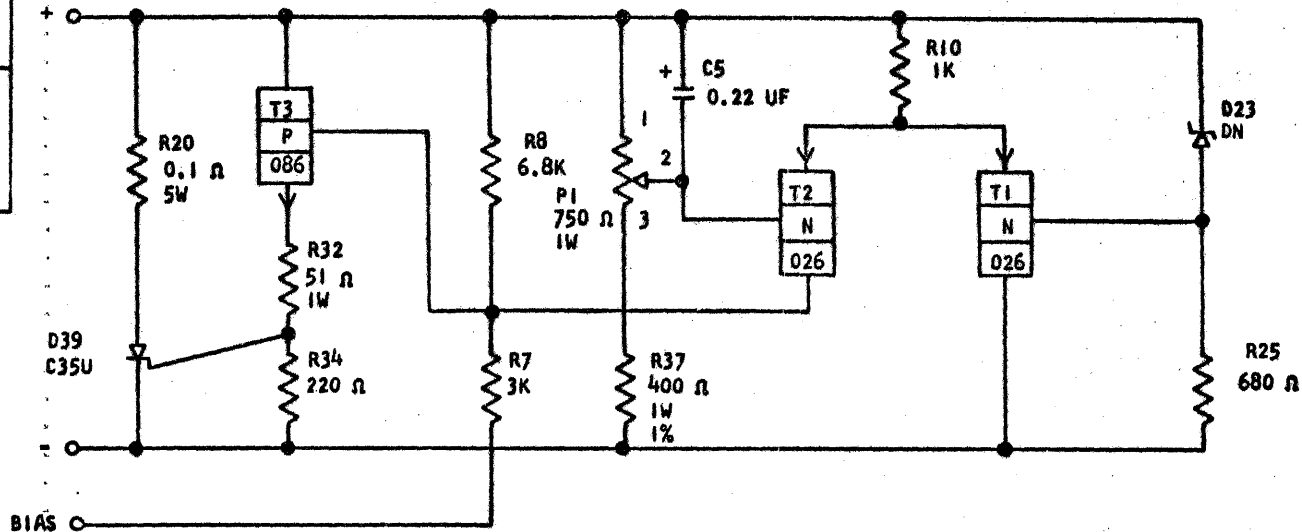 +
R20
0.1 Ω
5W
T3
P
086
R32
51 Ω
1W
R34
220 Ω
D39
C35U
R8
6.8K
R7
3K
1
2
3
P1
750 Ω
1W
+ C5
0.22 UF
R37
400 Ω
1W
1%
R10
1K
T2
N
026
T1
N
026
D23
DN
R25
680 Ω
-
BIAS